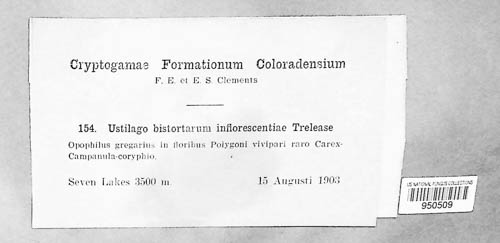 Cryptogamae Formationum Coloradensium
F. E. et E. S. Clements
154. Ustilago bistortarum inflorescentiae Trelease
Opophilus gregarius in floribus Polygoni vivipari raro Carex-
Campanula-coryphio.
Seven Lakes 3500 m.
15 Augusti 1903
US NATIONAL FUNGUS COLLECTIONS
950509